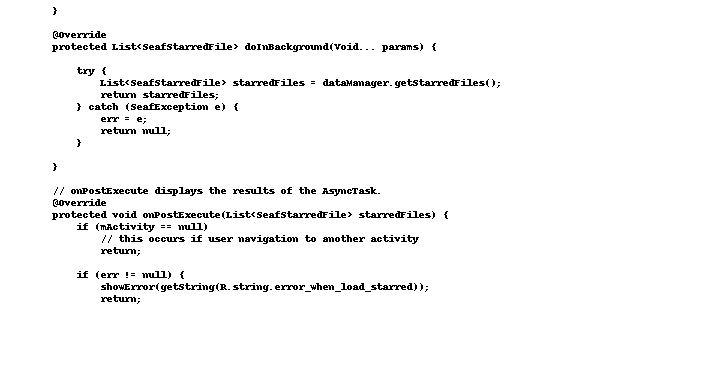 }

@Override
protected List<SeafStarredFile> doInBackground(Void... params) {

    try {
        List<SeafStarredFile> starredFiles = dataManager.getStarredFiles();
        return starredFiles;
    } catch (SeafException e) {
        err = e;
        return null;
    }

}

// onPostExecute displays the results of the AsyncTask.
@Override
protected void onPostExecute(List<SeafStarredFile> starredFiles) {
    if (mActivity == null)
        // this occurs if user navigation to another activity
        return;

    if (err != null) {
        showError(getString(R.string.error_when_load_starred));
        return;